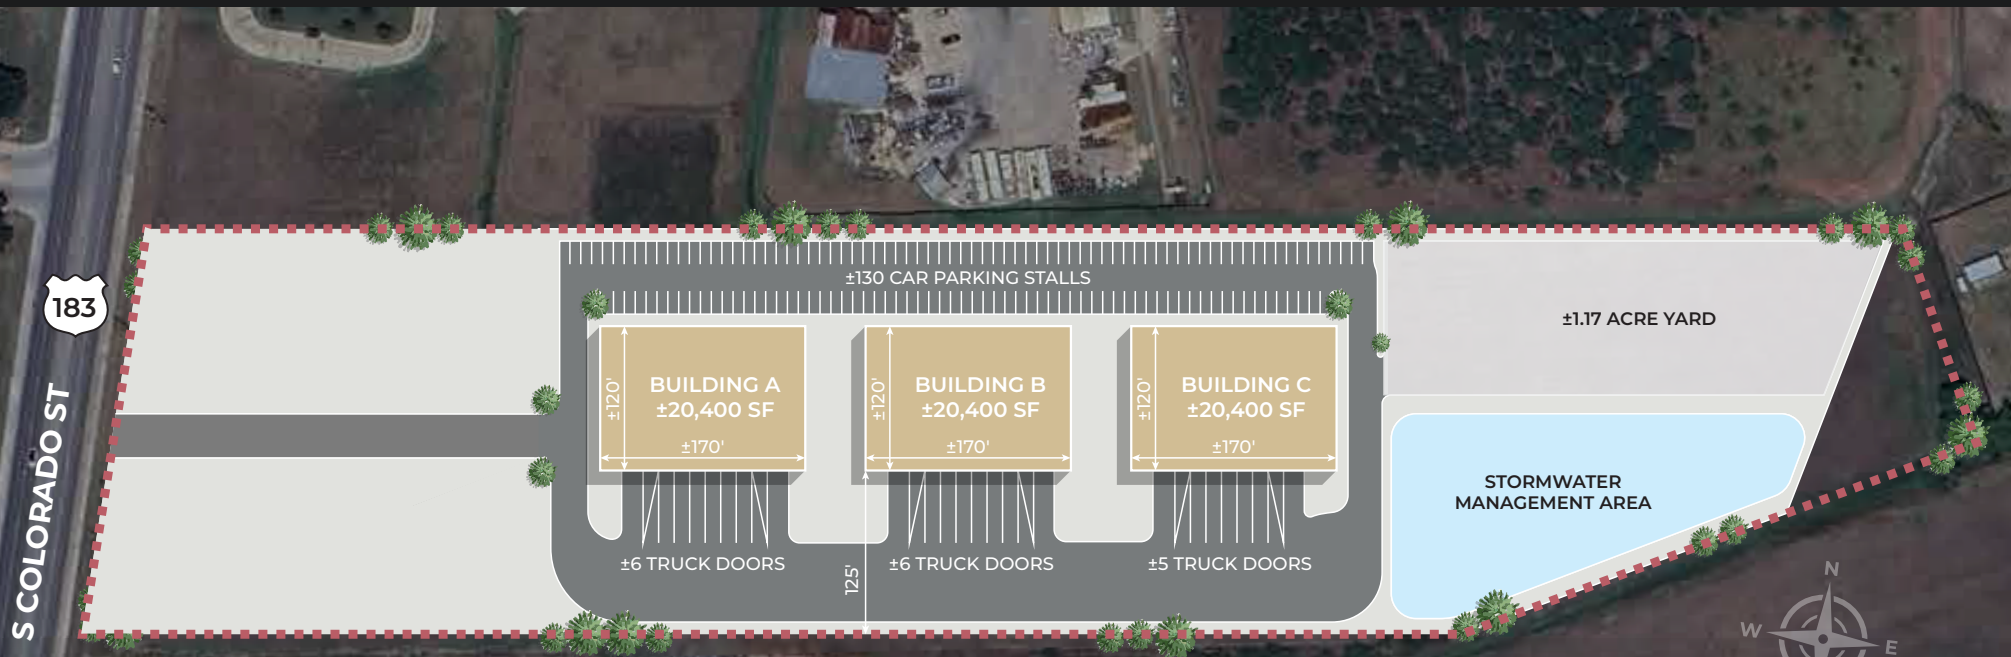 ±130 CAR PARKING STALLS
183
S COLORADO ST
±120'
BUILDING A
±20,400 SF
±170'
±120'
BUILDING B
±20,400 SF
±170'
±120'
BUILDING C
±20,400 SF
±170'
±1.17 ACRE YARD
STORMWATER
MANAGEMENT AREA
±6 TRUCK DOORS
125'
±6 TRUCK DOORS
±5 TRUCK DOORS
N
W
E